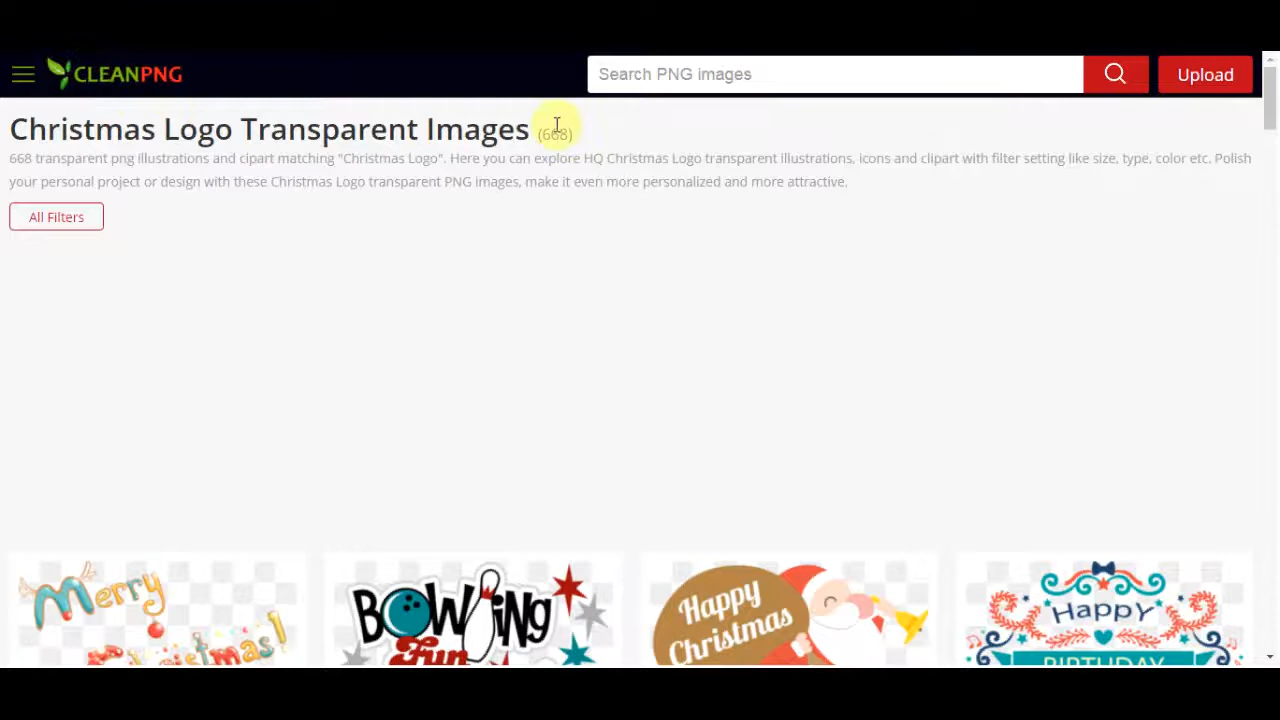 CLEANPNG
Search PNG images
Upload
Christmas Logo Transparent Images (668)
668 transparent png illustrations and clipart matching "Christmas Logo". Here you can explore HQ Christmas Logo transparent illustrations, icons and clipart with filter setting like size, type, color etc. Polish
your personal project or design with these Christmas Logo transparent PNG images, make it even more personalized and more attractive.
All Filters
Merry
Christmas!
BOWling
Fun
Happy
Christmas
HAPPY
BIRTHDAY